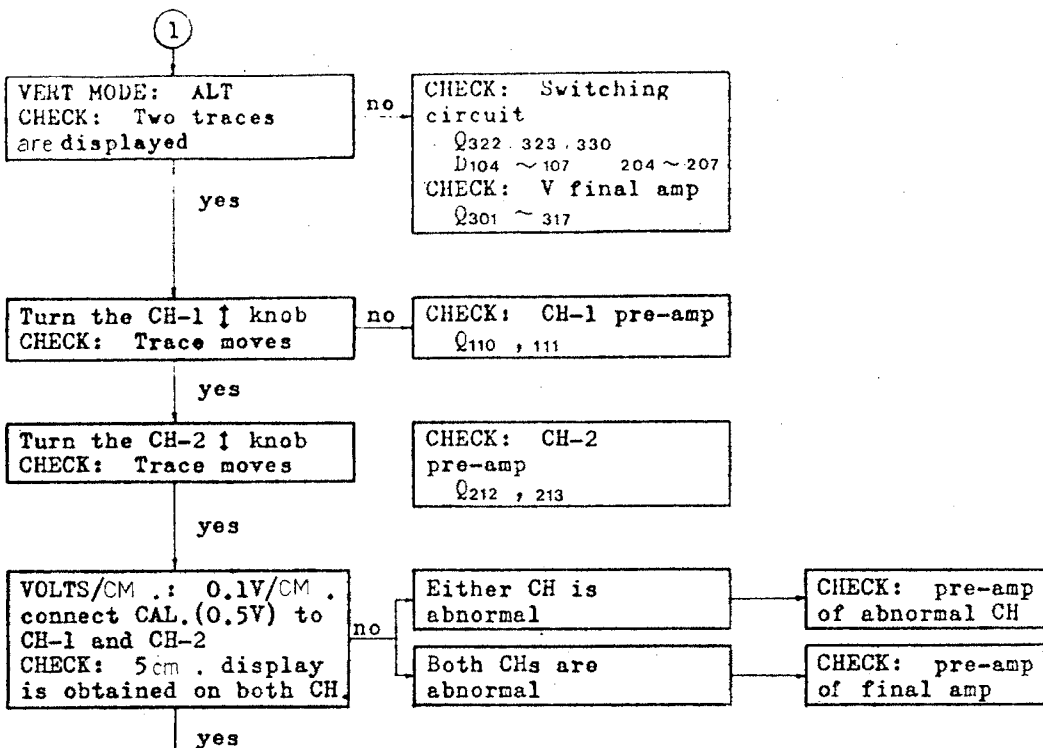 1
VERT MODE: ALT
CHECK: Two traces
are displayed
no
CHECK: Switching
circuit
Q322 . 323 . 330
D104 ~ 107 204 ~ 207
CHECK: V final amp
Q301 ~ 317
yes
Turn the CH-1 ↕ knob
CHECK: Trace moves
no
CHECK: CH-1 pre-amp
Q110 , 111
yes
Turn the CH-2 ↕ knob
CHECK: Trace moves
CHECK: CH-2
pre-amp
Q212 , 213
yes
VOLTS/CM .: 0.1V/CM .
connect CAL.(0.5V) to
CH-1 and CH-2
CHECK: 5cm . display
is obtained on both CH.
no
Either CH is
abnormal
CHECK: pre-amp
of abnormal CH
Both CHs are
abnormal
CHECK: pre-amp
of final amp
yes